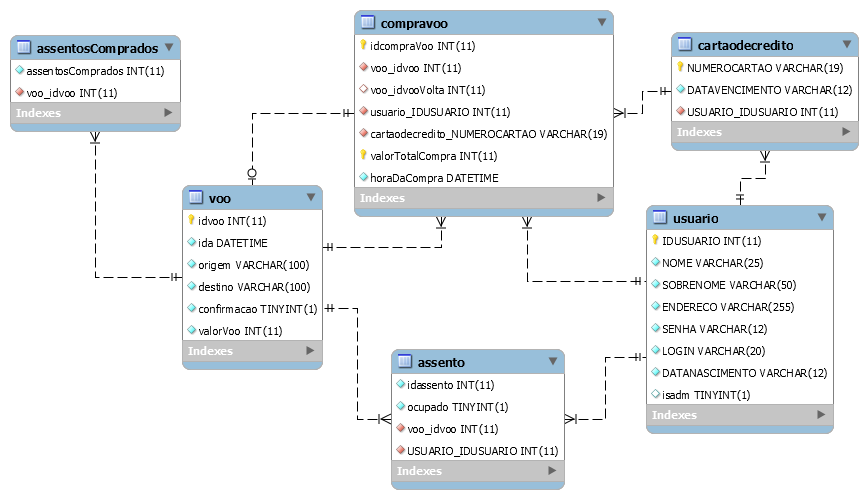 assentosComprados
assentosComprados INT(11)
voo_idvoo INT(11)
Indexes
compravoo
idcompraVoo INT(11)
voo_idvoo INT(11)
voo_idvooVolta INT(11)
usuario_IDUSUARIO INT(11)
cartaodecredito_NUMEROCARTAO VARCHAR(19)
valorTotalCompra INT(11)
horaDaCompra DATETIME
Indexes
cartaodecredito
NUMEROCARTAO VARCHAR(19)
DATAVENCIMENTO VARCHAR(12)
USUARIO_IDUSUARIO INT(11)
Indexes
voo
idvoo INT(11)
ida DATETIME
origem VARCHAR(100)
destino VARCHAR(100)
confirmacao TINYINT(1)
valorVoo INT(11)
Indexes
usuario
IDUSUARIO INT(11)
NOME VARCHAR(25)
SOBRENOME VARCHAR(50)
ENDERECO VARCHAR(255)
SENHA VARCHAR(12)
LOGIN VARCHAR(20)
DATANASCIMENTO VARCHAR(12)
isadm TINYINT(1)
Indexes
assento
idassento INT(11)
ocupado TINYINT(1)
voo_idvoo INT(11)
USUARIO_IDUSUARIO INT(11)
Indexes